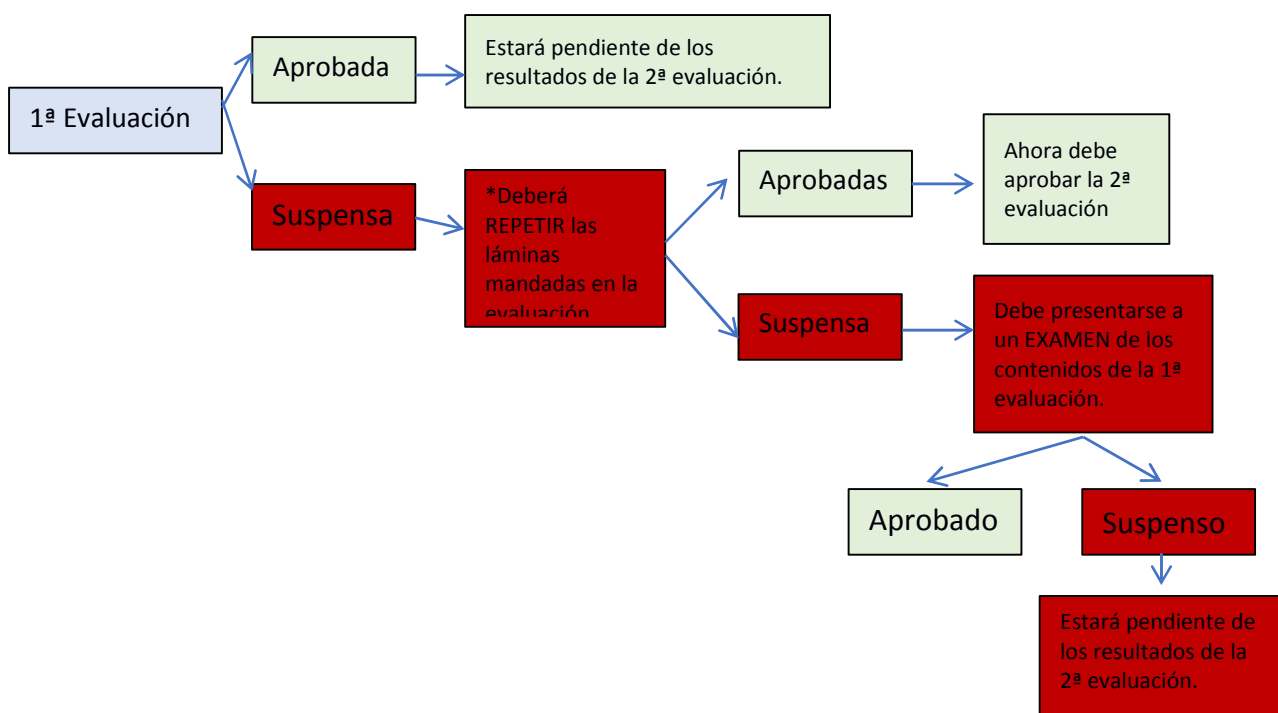 Aprobada
Estará pendiente de los
resultados de la 2ª evaluación.
1ª Evaluación
Suspensa
*Deberá
REPETIR las
láminas
mandadas en la
evaluación
Aprobadas
Ahora debe
aprobar la 2ª
evaluación
Suspensa
Debe presentarse a
un EXAMEN de los
contenidos de la 1ª
evaluación.
Aprobado
Suspenso
Estará pendiente de
los resultados de la
2ª evaluación.